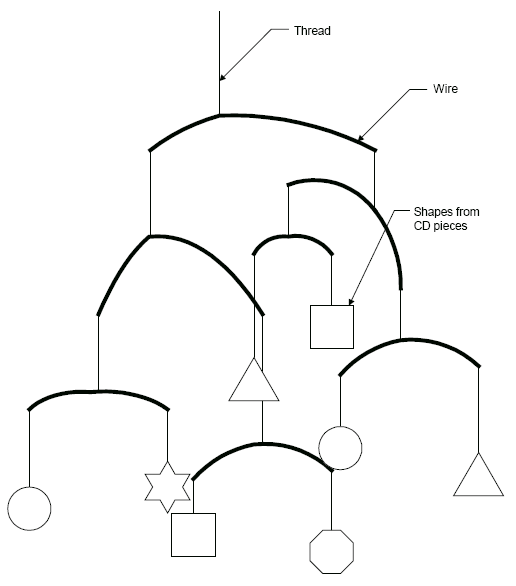 Thread
Wire
Shapes from
CD pieces